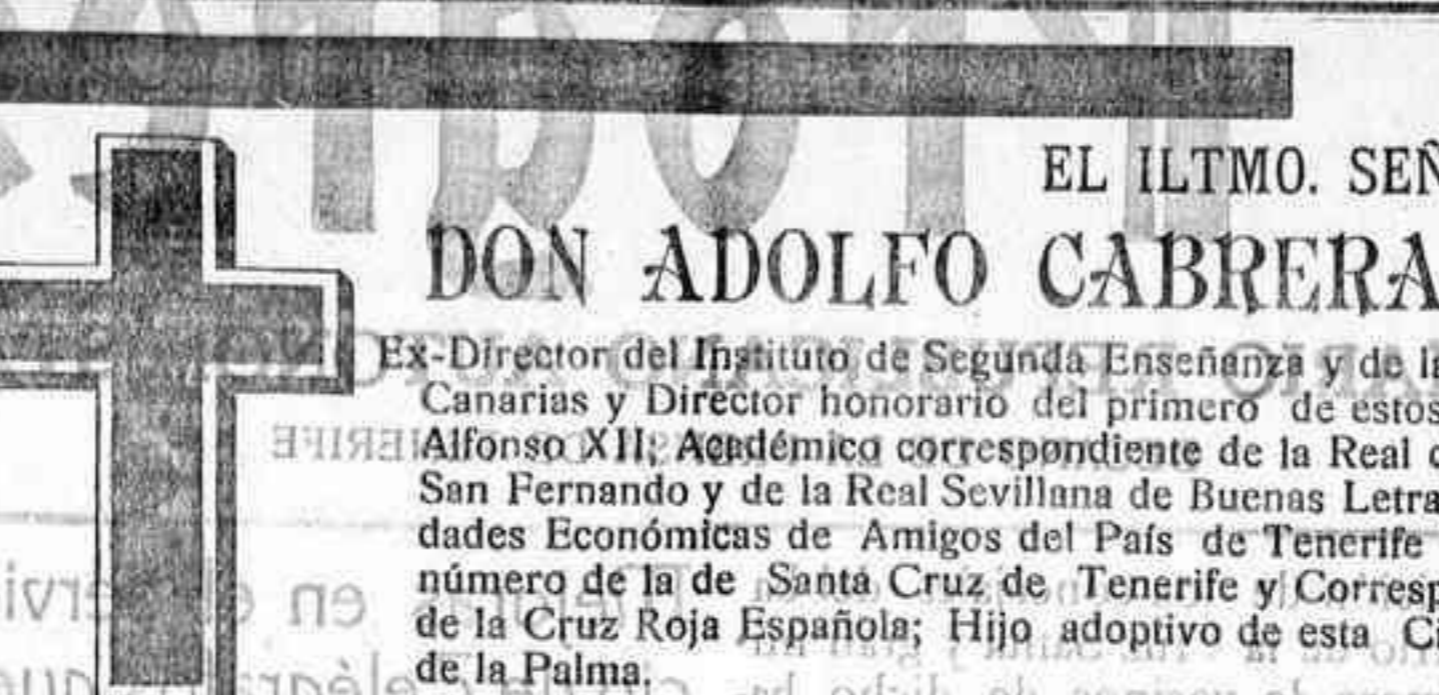 EL ILTMO. SEÑ
DON ADOLFO CABRERA
Ex-Director del Instituto de Segunda Enseñanza y de la
Canarias y Director honorario del primero de estos
Alfonso XII; Académico correspondiente de la Real d
San Fernando y de la Real Sevillana de Buenas Letra
dades Económicas de Amigos del País de Tenerife
número de la de Santa Cruz de Tenerife y Corresp
de la Cruz Roja Española; Hijo adoptivo de esta Ci
de la Palma.